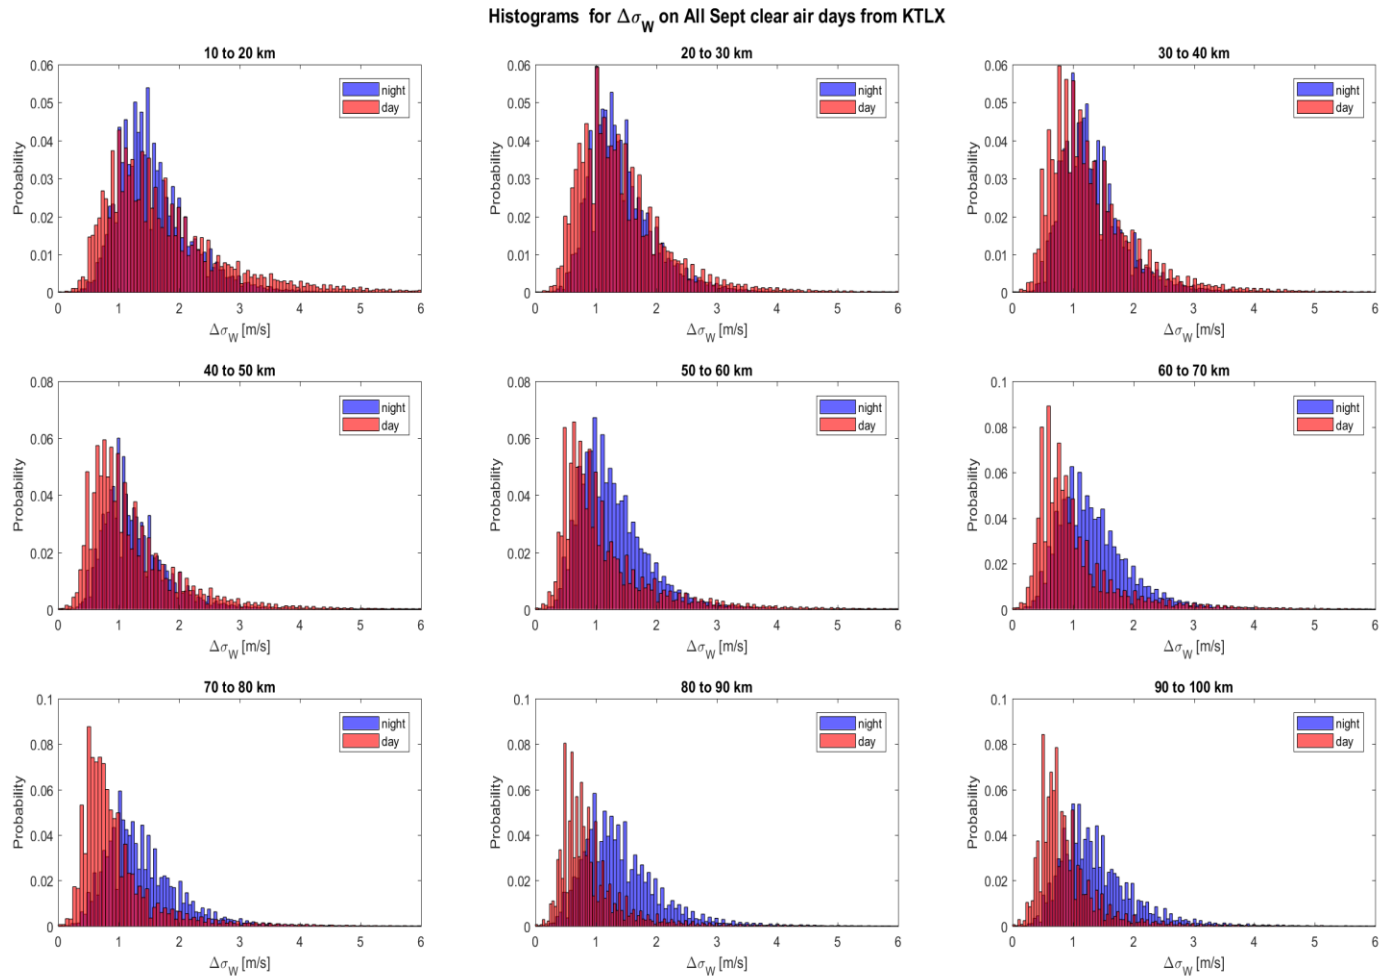 Histograms for Δσ_W on All Sept clear air days from KTLX
10 to 20 km
0.06
0.05
0.04
0.03
0.02
0.01
0
Probability
night
day
0 1 2 3 4 5 6
Δσ_W [m/s]
20 to 30 km
0.06
0.05
0.04
0.03
0.02
0.01
0
Probability
night
day
0 1 2 3 4 5 6
Δσ_W [m/s]
30 to 40 km
0.06
0.05
0.04
0.03
0.02
0.01
0
Probability
night
day
0 1 2 3 4 5 6
Δσ_W [m/s]
40 to 50 km
0.08
0.06
0.04
0.02
0
Probability
night
day
0 1 2 3 4 5 6
Δσ_W [m/s]
50 to 60 km
0.08
0.06
0.04
0.02
0
Probability
night
day
0 1 2 3 4 5 6
Δσ_W [m/s]
60 to 70 km
0.1
0.08
0.06
0.04
0.02
0
Probability
night
day
0 1 2 3 4 5 6
Δσ_W [m/s]
70 to 80 km
0.1
0.08
0.06
0.04
0.02
0
Probability
night
day
0 1 2 3 4 5 6
Δσ_W [m/s]
80 to 90 km
0.1
0.08
0.06
0.04
0.02
0
Probability
night
day
0 1 2 3 4 5 6
Δσ_W [m/s]
90 to 100 km
0.1
0.08
0.06
0.04
0.02
0
Probability
night
day
0 1 2 3 4 5 6
Δσ_W [m/s]